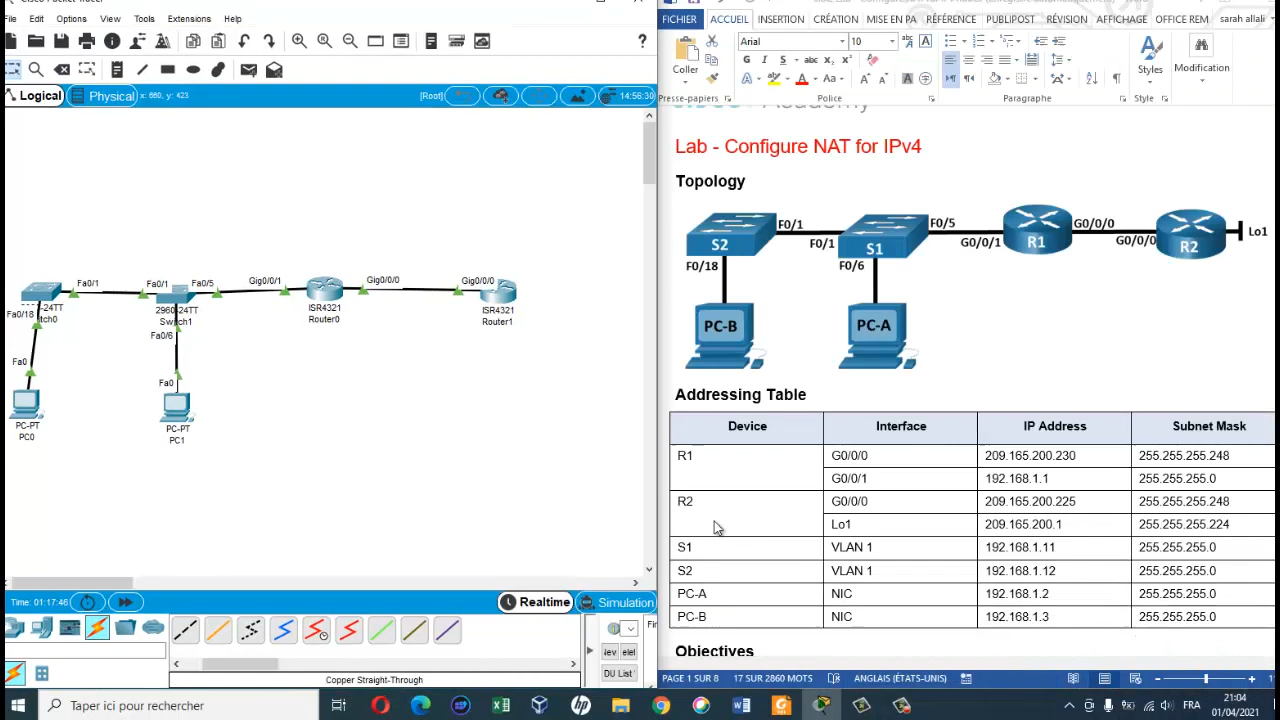 File Edit Options View Tools Extensions Window Help
?
Logical Physical x: 660, y: 423 [Root] 14:56:30
Fa0/1 Fa0/1 Fa0/5 Gig0/0/1 Gig0/0/0 Gig0/0/0
-24TT
Fa0/18
2960-24TT
Switch1
ISR4321
Router0
ISR4321
Router1
Fa0/6
Fa0
Fa0
PC-PT
PC0
PC-PT
PC1
Time: 01:17:46 Realtime Simulation
Copper Straight-Through
FICHIER ACCUEIL INSERTION CRÉATION MISE EN PA RÉFÉRENCE PUBLIPOST RÉVISION AFFICHAGE OFFICE REM sarah allali
Arial 10
Coller Styles Modification
Presse-papiers Police Paragraphe Style
Lab - Configure NAT for IPv4
Topology
S2 F0/1 F0/1 S1 F0/5 G0/0/1 R1 G0/0/0 G0/0/0 R2 Lo1
F0/18 F0/6
PC-B PC-A
Addressing Table
Device Interface IP Address Subnet Mask
R1 G0/0/0 209.165.200.230 255.255.255.248
G0/0/1 192.168.1.1 255.255.255.0
R2 G0/0/0 209.165.200.225 255.255.255.248
Lo1 209.165.200.1 255.255.255.224
S1 VLAN 1 192.168.1.11 255.255.255.0
S2 VLAN 1 192.168.1.12 255.255.255.0
PC-A NIC 192.168.1.2 255.255.255.0
PC-B NIC 192.168.1.3 255.255.255.0
Objectives
PAGE 1 SUR 8 17 SUR 2860 MOTS ANGLAIS (ÉTATS-UNIS)
Taper ici pour rechercher
FRA
21:04
01/04/2021